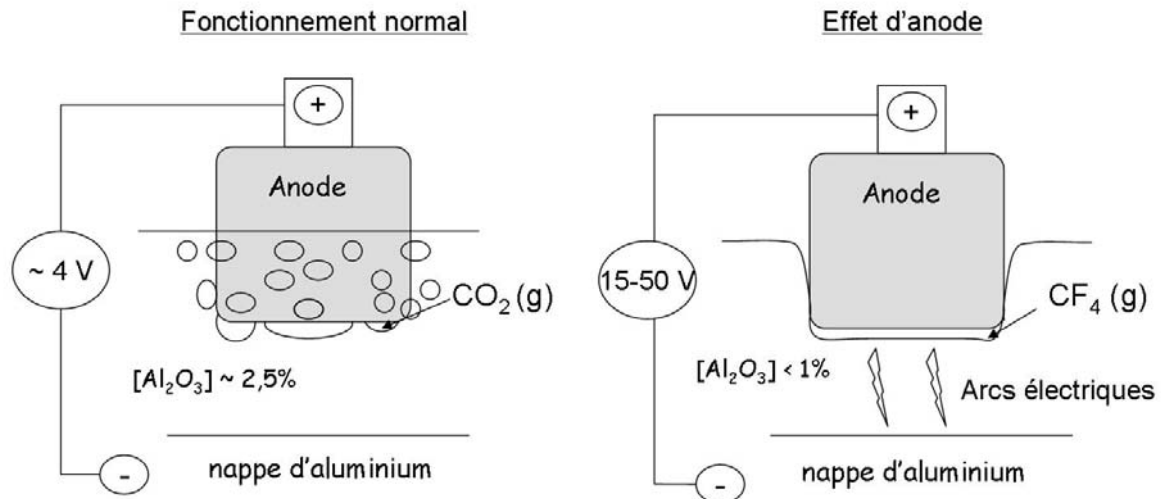 Fonctionnement normal
+
Anode
~ 4 V
CO₂ (g)
[Al₂O₃] ~ 2,5%
nappe d'aluminium
-
Effet d'anode
+
Anode
15-50 V
CF₄ (g)
[Al₂O₃] < 1%
Arcs électriques
nappe d'aluminium
-